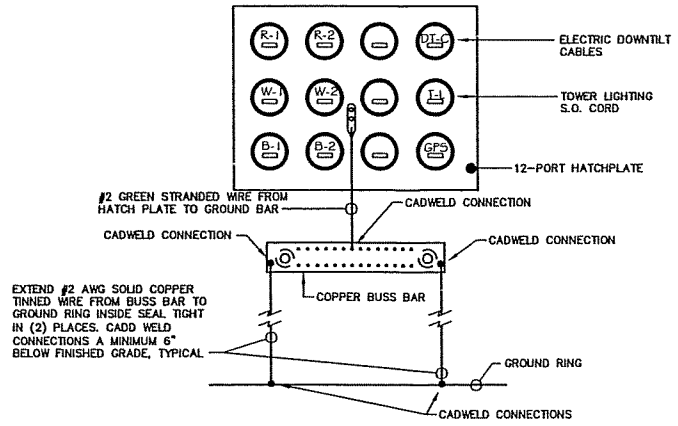 R-1 R-2 DT-C
ELECTRIC DOWNTILT
CABLES
W-1 W-2 T-1
TOWER LIGHTING
S.O. CORD
B-1 B-2 GPS
12-PORT HATCHPLATE
#2 GREEN STRANDED WIRE FROM
HATCH PLATE TO GROUND BAR
CADWELD CONNECTION
CADWELD CONNECTION
CADWELD CONNECTION
EXTEND #2 AWG SOLID COPPER
TINNED WIRE FROM BUSS BAR TO
GROUND RING INSIDE SEAL TIGHT
IN (2) PLACES. CADD WELD
CONNECTIONS A MINIMUM 6"
BELOW FINISHED GRADE, TYPICAL
COPPER BUSS BAR
GROUND RING
CADWELD CONNECTIONS